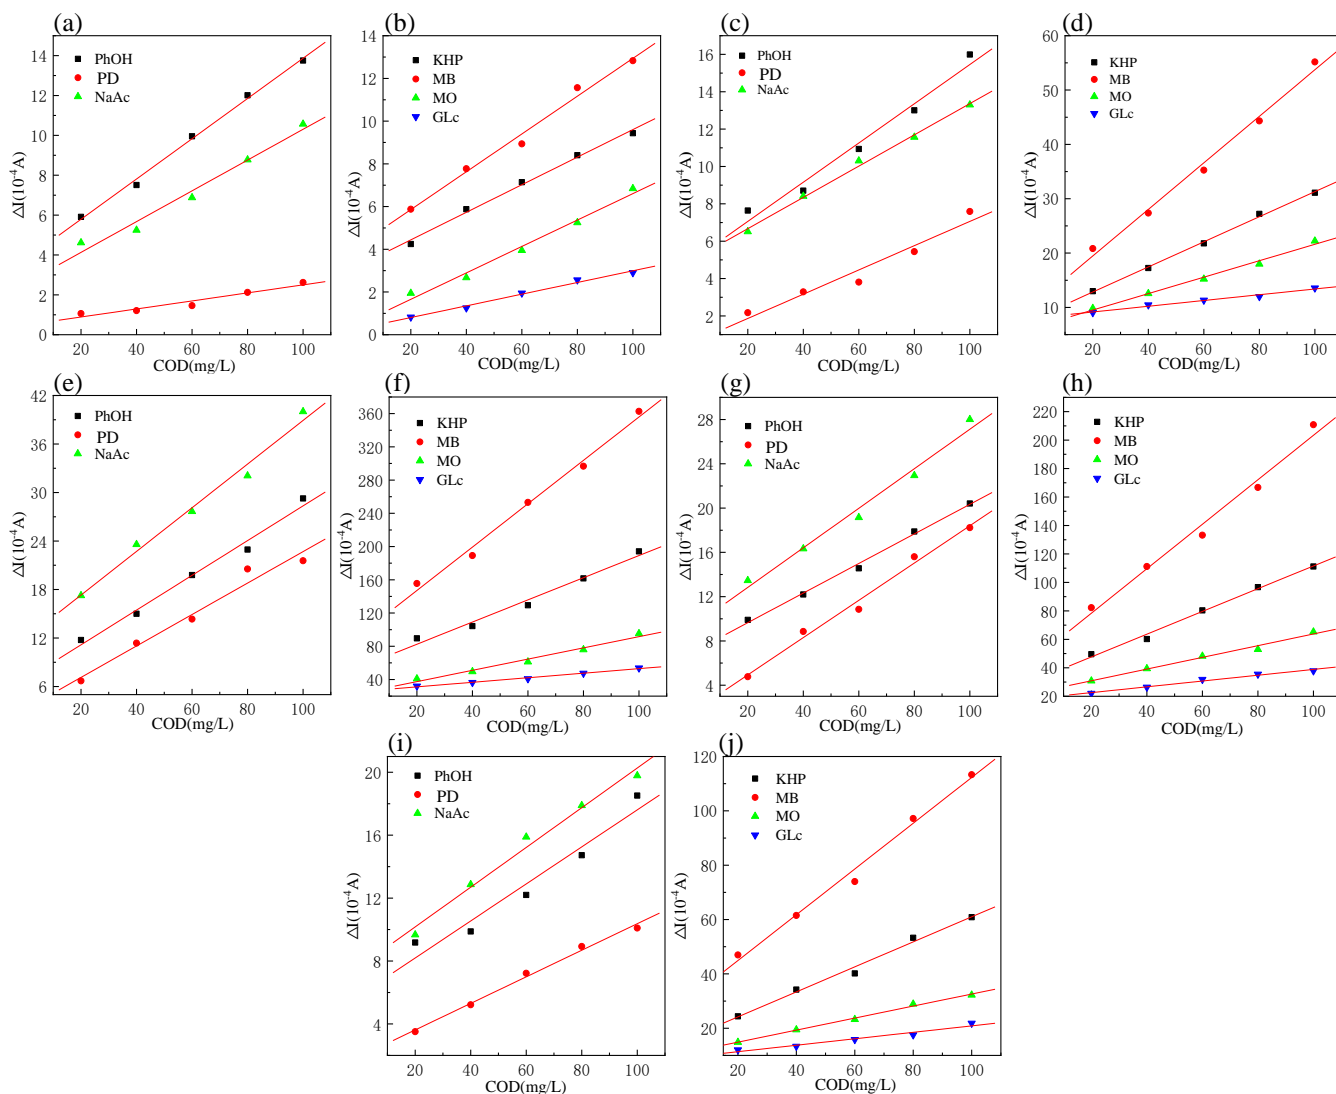 (a)
PhOH
PD
NaAc
14
12
10
8
6
4
2
0
△I(10⁻⁴A)
20 40 60 80 100
COD(mg/L)
(b)
KHP
MB
MO
GLc
14
12
10
8
6
4
2
0
△I(10⁻⁴A)
20 40 60 80 100
COD(mg/L)
(c)
PhOH
PD
NaAc
16
14
12
10
8
6
4
2
△I(10⁻⁴A)
20 40 60 80 100
COD(mg/L)
(d)
KHP
MB
MO
GLc
60
50
40
30
20
10
△I(10⁻⁴A)
20 40 60 80 100
COD(mg/L)
(e)
PhOH
PD
NaAc
42
36
30
24
18
12
6
△I(10⁻⁴A)
20 40 60 80 100
COD(mg/L)
(f)
KHP
MB
MO
GLc
360
320
280
240
200
160
120
80
40
△I(10⁻⁴A)
20 40 60 80 100
COD(mg/L)
(g)
PhOH
PD
NaAc
28
24
20
16
12
8
4
△I(10⁻⁴A)
20 40 60 80 100
COD(mg/L)
(h)
KHP
MB
MO
GLc
220
200
180
160
140
120
100
80
60
40
20
△I(10⁻⁴A)
20 40 60 80 100
COD(mg/L)
(i)
PhOH
PD
NaAc
20
16
12
8
4
△I(10⁻⁴A)
20 40 60 80 100
COD(mg/L)
(j)
KHP
MB
MO
GLc
120
100
80
60
40
20
△I(10⁻⁴A)
20 40 60 80 100
COD(mg/L)